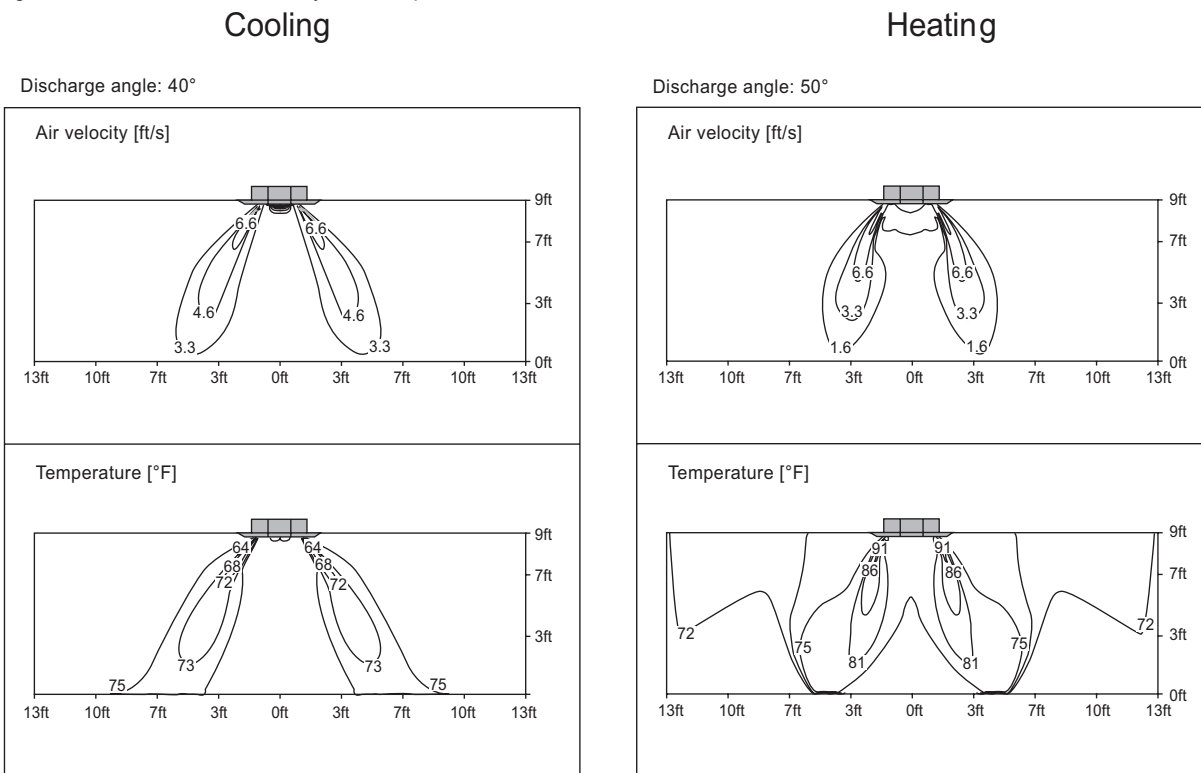 Cooling
Heating
Discharge angle: 40°
Air velocity [ft/s]
6.6
6.6
4.6
4.6
3.3
3.3
9ft
7ft
3ft
0ft
13ft 10ft 7ft 3ft 0ft 3ft 7ft 10ft 13ft
Temperature [°F]
64
64
68
68
72
72
73
73
75
75
9ft
7ft
3ft
0ft
13ft 10ft 7ft 3ft 0ft 3ft 7ft 10ft 13ft
Discharge angle: 50°
Air velocity [ft/s]
6.6
6.6
3.3
3.3
1.6
1.6
9ft
7ft
3ft
0ft
13ft 10ft 7ft 3ft 0ft 3ft 7ft 10ft 13ft
Temperature [°F]
91
91
86
86
72
72
75
75
81
81
9ft
7ft
3ft
0ft
13ft 10ft 7ft 3ft 0ft 3ft 7ft 10ft 13ft